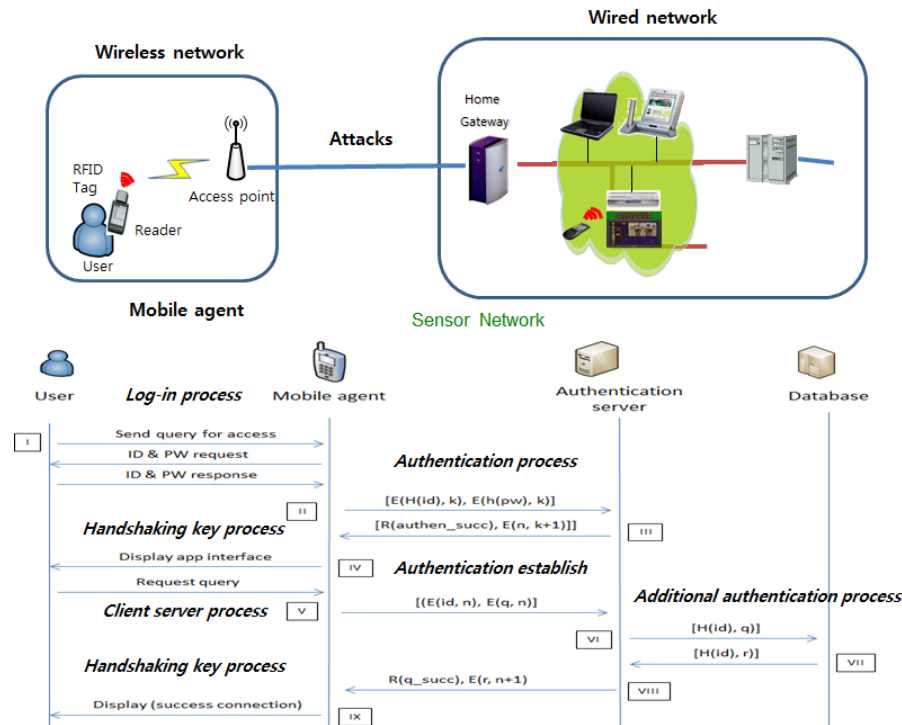 Wired network
Wireless network
Home
Gateway
Attacks
RFID
Tag
Access point
Reader
User
Mobile agent
Sensor Network
User
Log-in process
Mobile agent
Authentication
server
Database
I
Send query for access
ID & PW request
ID & PW response
Authentication process
II
[E(H(id), k), E(h(pw), k)]
Handshaking key process
[R(authen_succ), E(n, k+1)]]
III
Display app interface
IV
Authentication establish
Request query
Client server process
V
[(E(id, n), E(q, n)]
Additional authentication process
VI
[H(id), q)]
[H(id), r)]
VII
Handshaking key process
R(q_succ), E(r, n+1)
VIII
Display (success connection)
IX